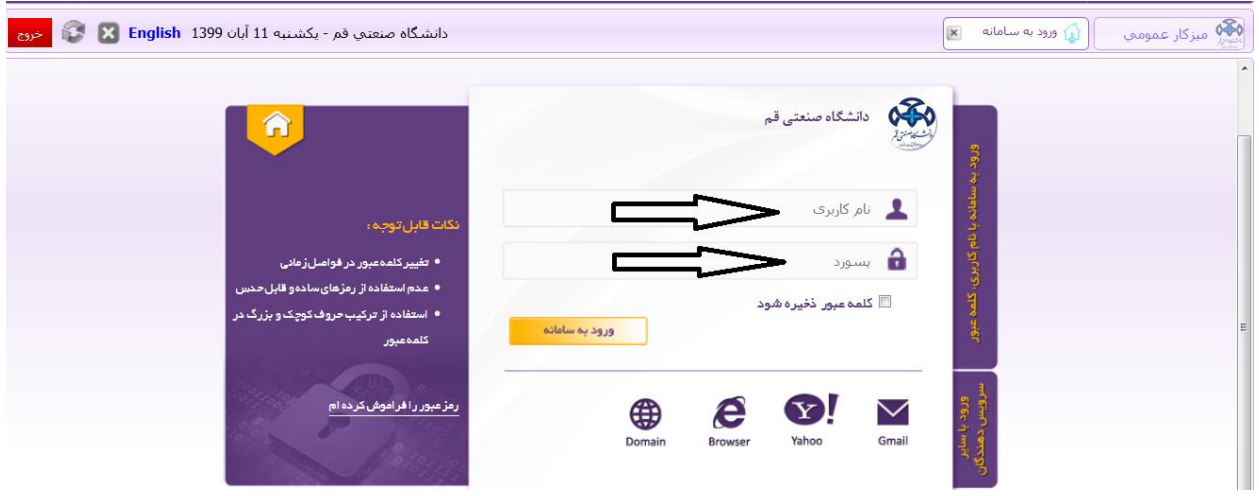 میزکار عمومي
ورود به سامانه
دانشگاه صنعتي قم - یکشنبه 11 آبان 1399 English
خروج
دانشگاه صنعتی قم
نام کاربری
پسورد
کلمه عبور ذخیره شود
ورود به سامانه
Gmail
Yahoo
Browser
Domain
ورود به سامانه با نام کاربری، کلمه عبور
ورود با سایر
سرویس دهندگان
نکات قابل توجه :
• تغییر کلمه عبور در فواصل زمانی
• عدم استفاده از رمزهای ساده و قابل حدس
• استفاده از ترکیب حروف کوچک و بزرگ در
کلمه عبور
رمز عبور را فراموش کرده ام